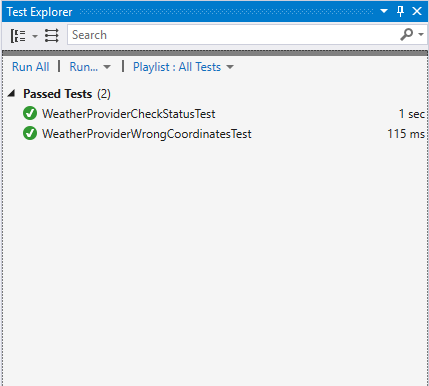 Test Explorer
Search
Run All | Run... | Playlist : All Tests
Passed Tests (2)
WeatherProviderCheckStatusTest 1 sec
WeatherProviderWrongCoordinatesTest 115 ms